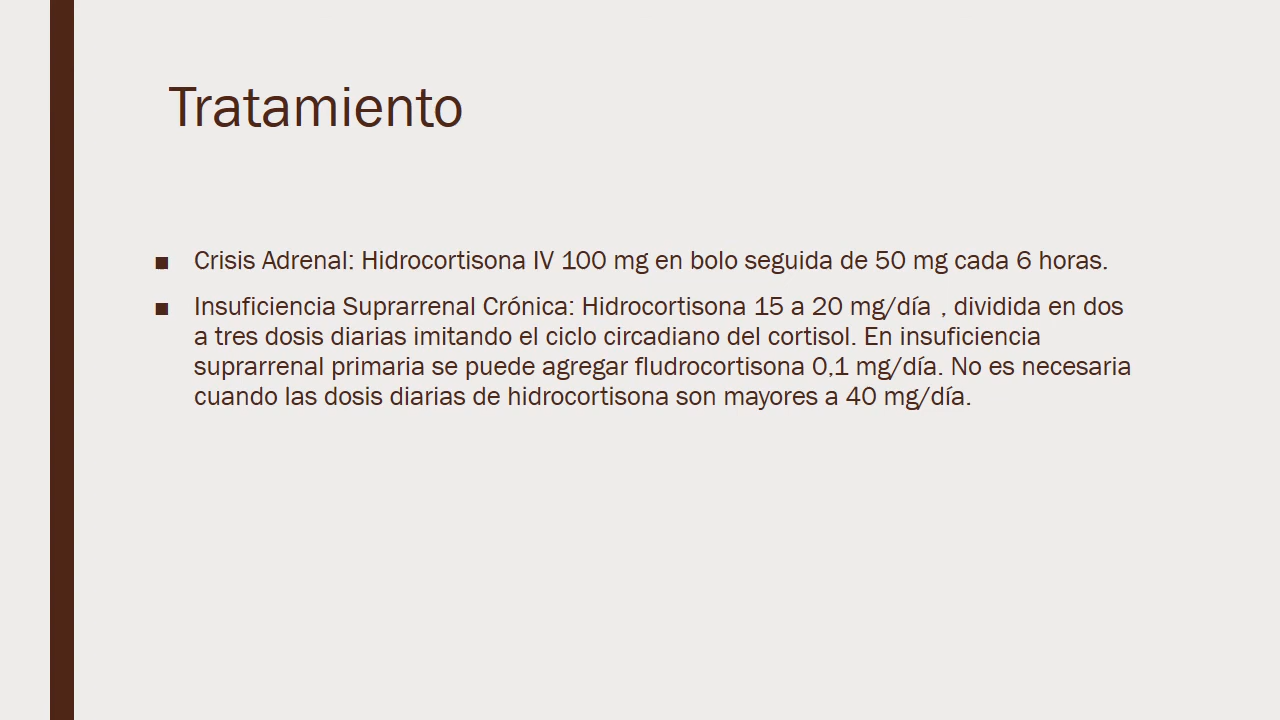 Tratamiento
■ Crisis Adrenal: Hidrocortisona IV 100 mg en bolo seguida de 50 mg cada 6 horas.
■ Insuficiencia Suprarrenal Crónica: Hidrocortisona 15 a 20 mg/día , dividida en dos
a tres dosis diarias imitando el ciclo circadiano del cortisol. En insuficiencia
suprarrenal primaria se puede agregar fludrocortisona 0,1 mg/día. No es necesaria
cuando las dosis diarias de hidrocortisona son mayores a 40 mg/día.